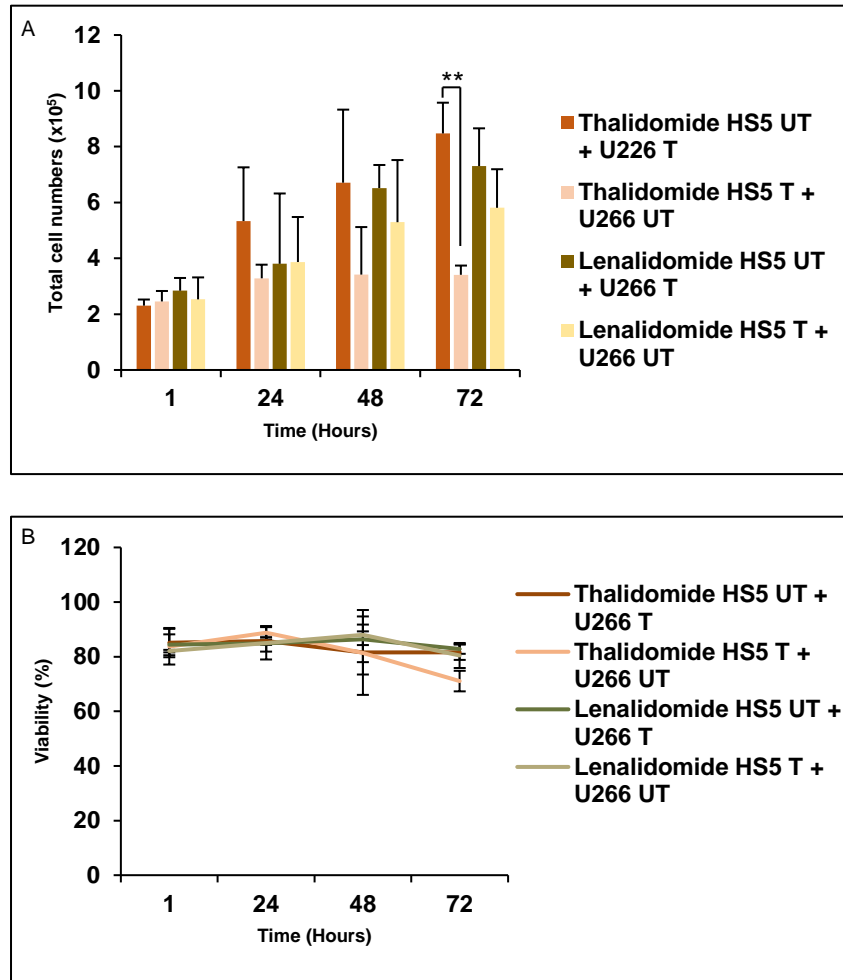 A
12
10
8
6
4
2
0
Total cell numbers (x10⁵)
**
1 24 48 72
Time (Hours)
Thalidomide HS5 UT
+ U226 T
Thalidomide HS5 T +
U266 UT
Lenalidomide HS5 UT
+ U266 T
Lenalidomide HS5 T +
U266 UT
B
120
100
80
60
40
20
0
Viability (%)
1 24 48 72
Time (Hours)
Thalidomide HS5 UT +
U266 T
Thalidomide HS5 T +
U266 UT
Lenalidomide HS5 UT +
U266 T
Lenalidomide HS5 T +
U266 UT